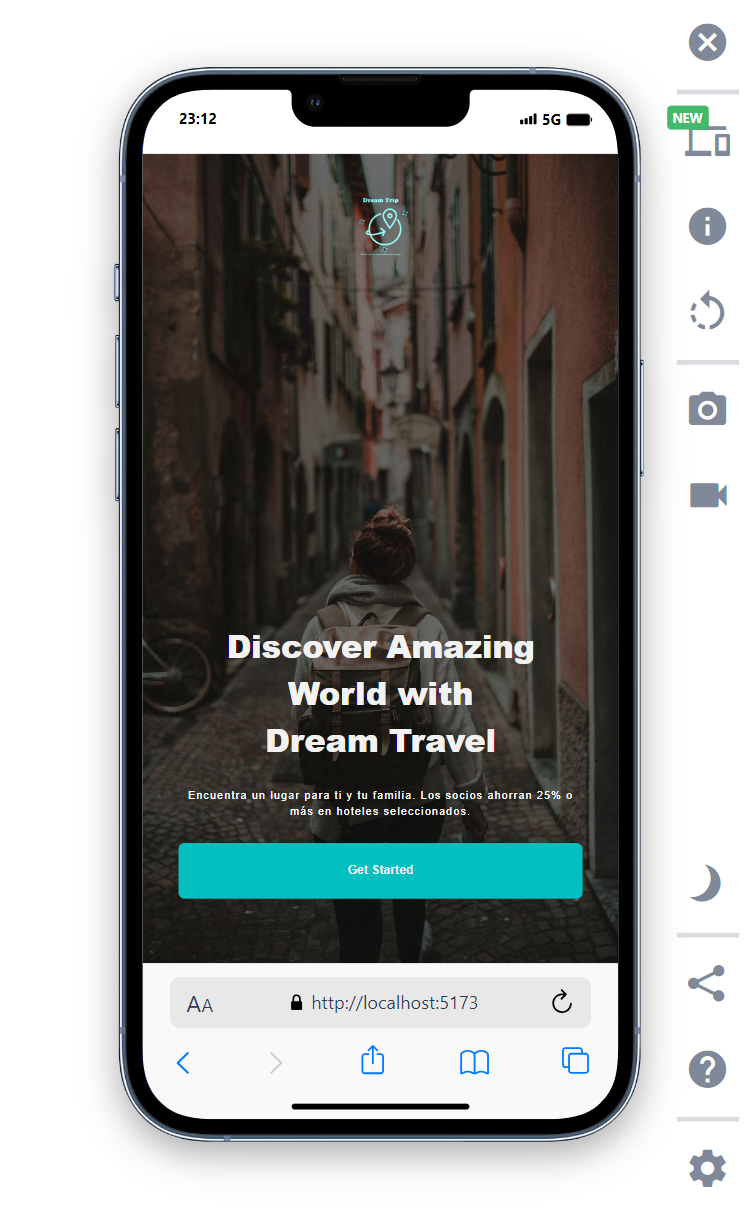 23:12
5G
NEW
Dream Trip
Discover Amazing
World with
Dream Travel
Encuentra un lugar para ti y tu familia. Los socios ahorran 25% o
más en hoteles seleccionados.
Get Started
AA
http://localhost:5173